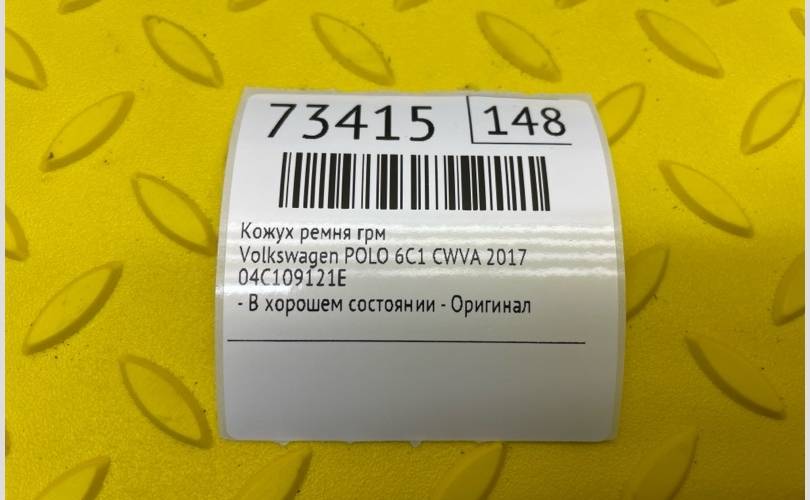 73415 148
Кожух ремня грм
Volkswagen POLO 6C1 CWVA 2017
04C109121E
- В хорошем состоянии - Оригинал